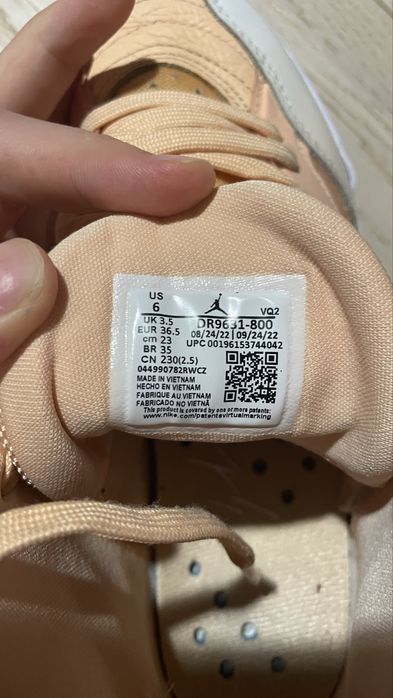 US
6
VQ2
UK 3.5
DR9631-800
EUR 36.5
08/24/22 | 09/24/22
cm 23
UPC 00196153744042
BR 35
CN 230(2.5)
044990782RWCZ
MADE IN VIETNAM
HECHO EN VIETNAM
FABRIQUE AU VIETNAM
FABRICADO NO VIETNÃ
This product is covered by one or more patents:
www.nike.com/patentsvirtualmarking